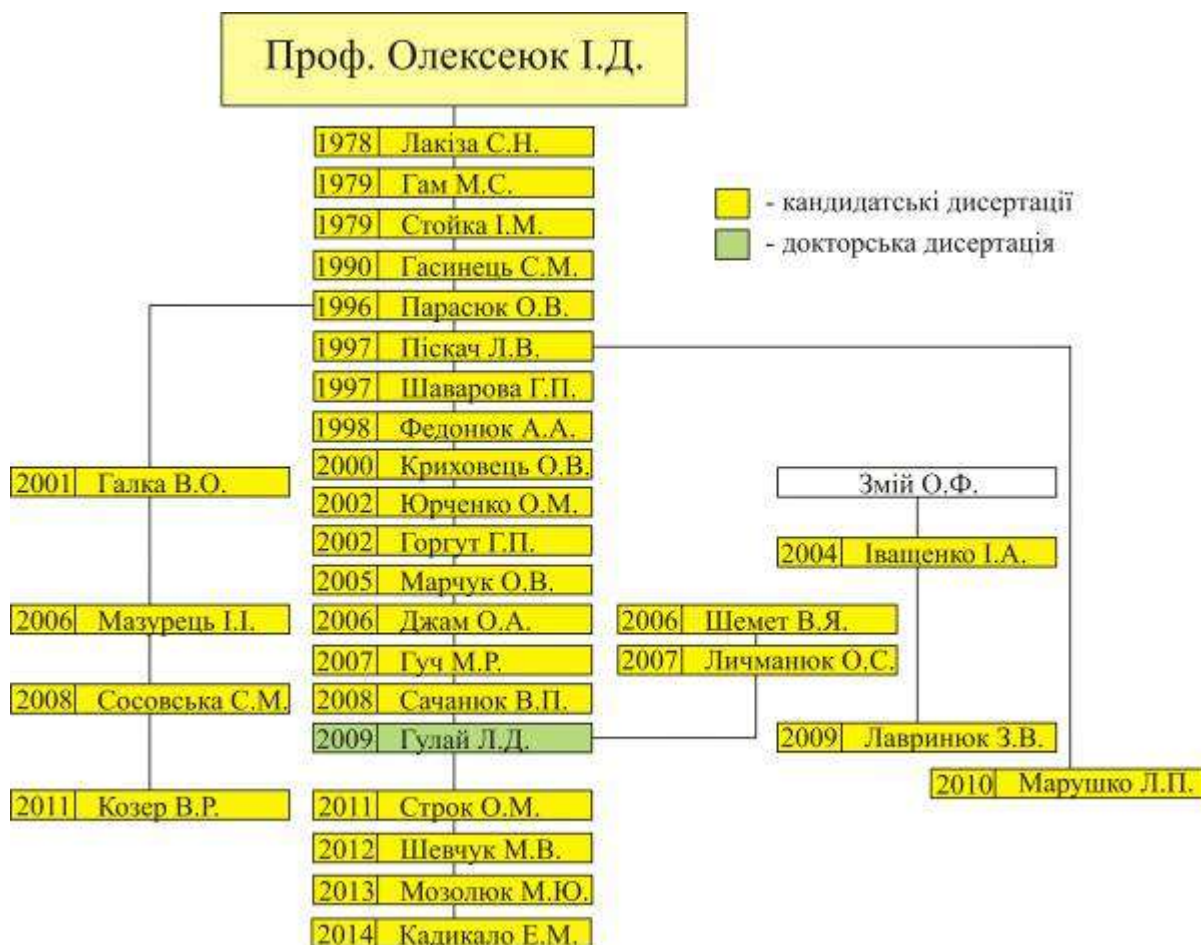 Проф. Олексеюк І.Д.
1978 Лакіза С.Н.
1979 Гам М.С.
1979 Стойка І.М.
1990 Гасинець С.М.
1996 Парасюк О.В.
1997 Піскач Л.В.
1997 Шаварова Г.П.
1998 Федонюк А.А.
2000 Криховець О.В.
2002 Юрченко О.М.
2002 Горгут Г.П.
2005 Марчук О.В.
2006 Джам О.А.
2007 Гуч М.Р.
2008 Сачанюк В.П.
2009 Гулай Л.Д.
2011 Строк О.М.
2012 Шевчук М.В.
2013 Мозолюк М.Ю.
2014 Кадикало Е.М.
- кандидатські дисертації
- докторська дисертація
2001 Галка В.О.
2006 Мазурець І.І.
2008 Сосовська С.М.
2011 Козер В.Р.
2006 Шемет В.Я.
2007 Личманюк О.С.
Змій О.Ф.
2004 Іващенко І.А.
2009 Лавринюк З.В.
2010 Марушко Л.П.